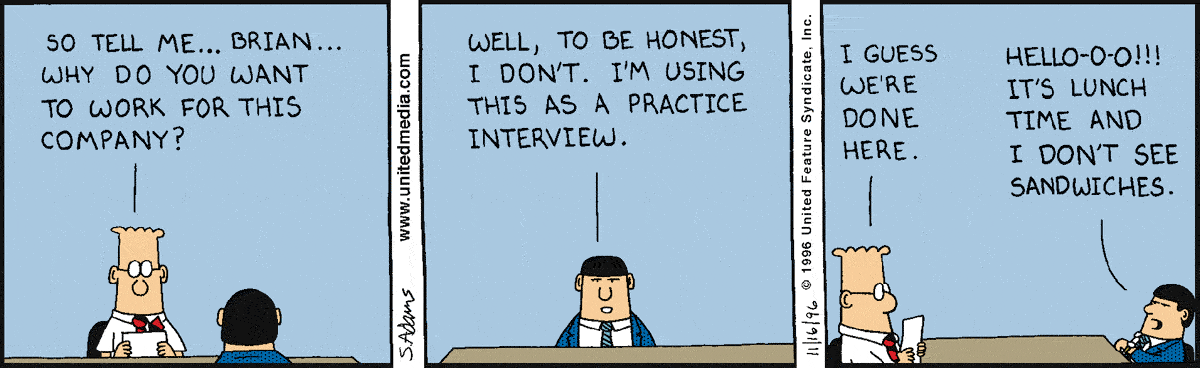 SO TELL ME... BRIAN...
WHY DO YOU WANT
TO WORK FOR THIS
COMPANY?
S.Adams
www.unitedmedia.com
WELL, TO BE HONEST,
I DON'T. I'M USING
THIS AS A PRACTICE
INTERVIEW.
11/16/96 © 1996 United Feature Syndicate, Inc.
I GUESS
WE'RE
DONE
HERE.
HELLO-O-O!!!
IT'S LUNCH
TIME AND
I DON'T SEE
SANDWICHES.